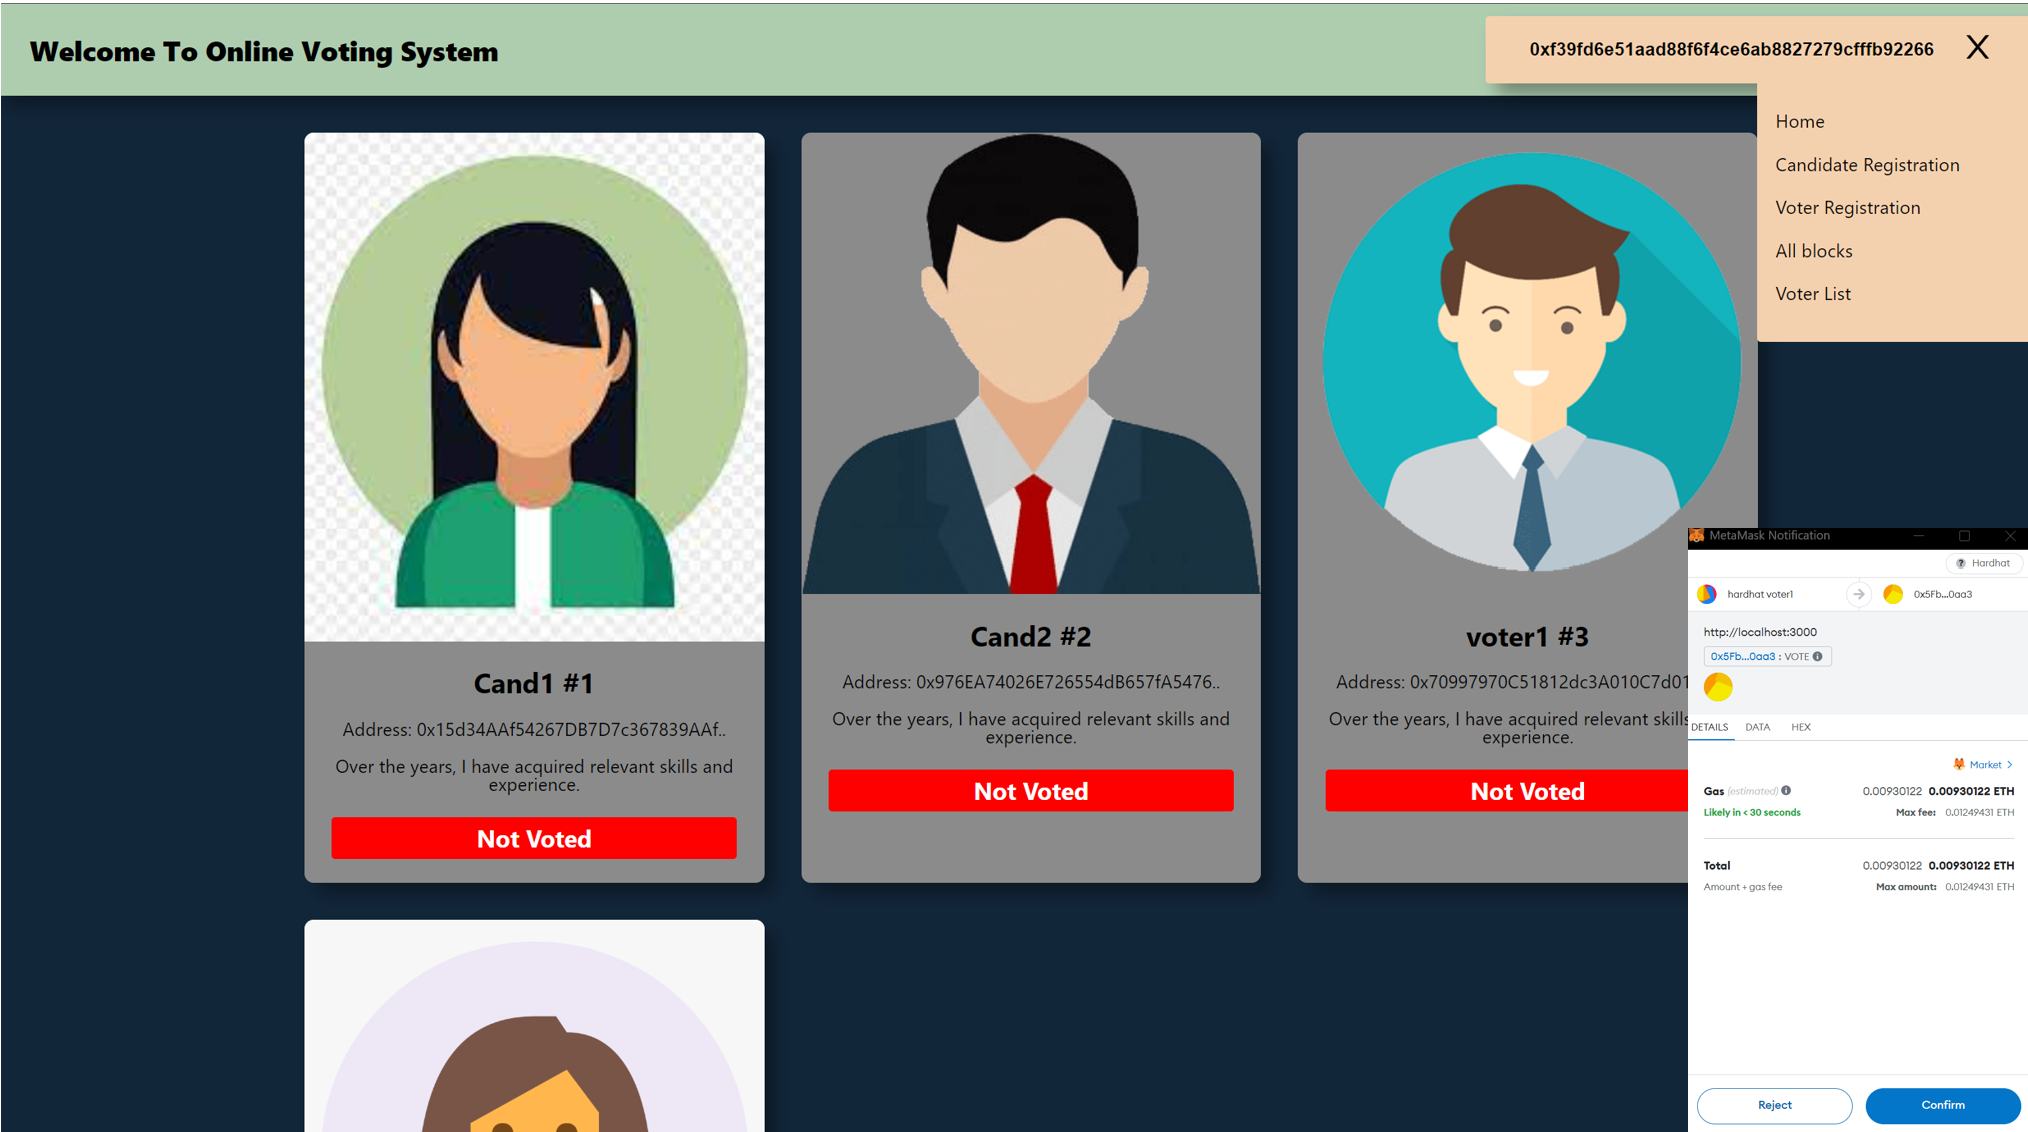 Welcome To Online Voting System
0xf39fd6e51aad88f6f4ce6ab8827279cfffb92266 X
Home
Candidate Registration
Voter Registration
All blocks
Voter List
Cand1 #1
Address: 0x15d34AAf54267DB7D7c367839AAf..
Over the years, I have acquired relevant skills and
experience.
Not Voted
Cand2 #2
Address: 0x976EA74026E726554dB657fA5476..
Over the years, I have acquired relevant skills and
experience.
Not Voted
voter1 #3
Address: 0x70997970C51812dc3A010C7d01
Over the years, I have acquired relevant skills
experience.
Not Voted
MetaMask Notification
? Hardhat
hardhat voter1
0x5Fb...0aa3
http://localhost:3000
0x5Fb...0aa3 : VOTE
DETAILS DATA HEX
Market >
Gas (estimated) 0.00930122 0.00930122 ETH
Likely in < 30 seconds Max fee: 0.01249431 ETH
Total 0.00930122 0.00930122 ETH
Amount + gas fee Max amount: 0.01249431 ETH
Reject Confirm